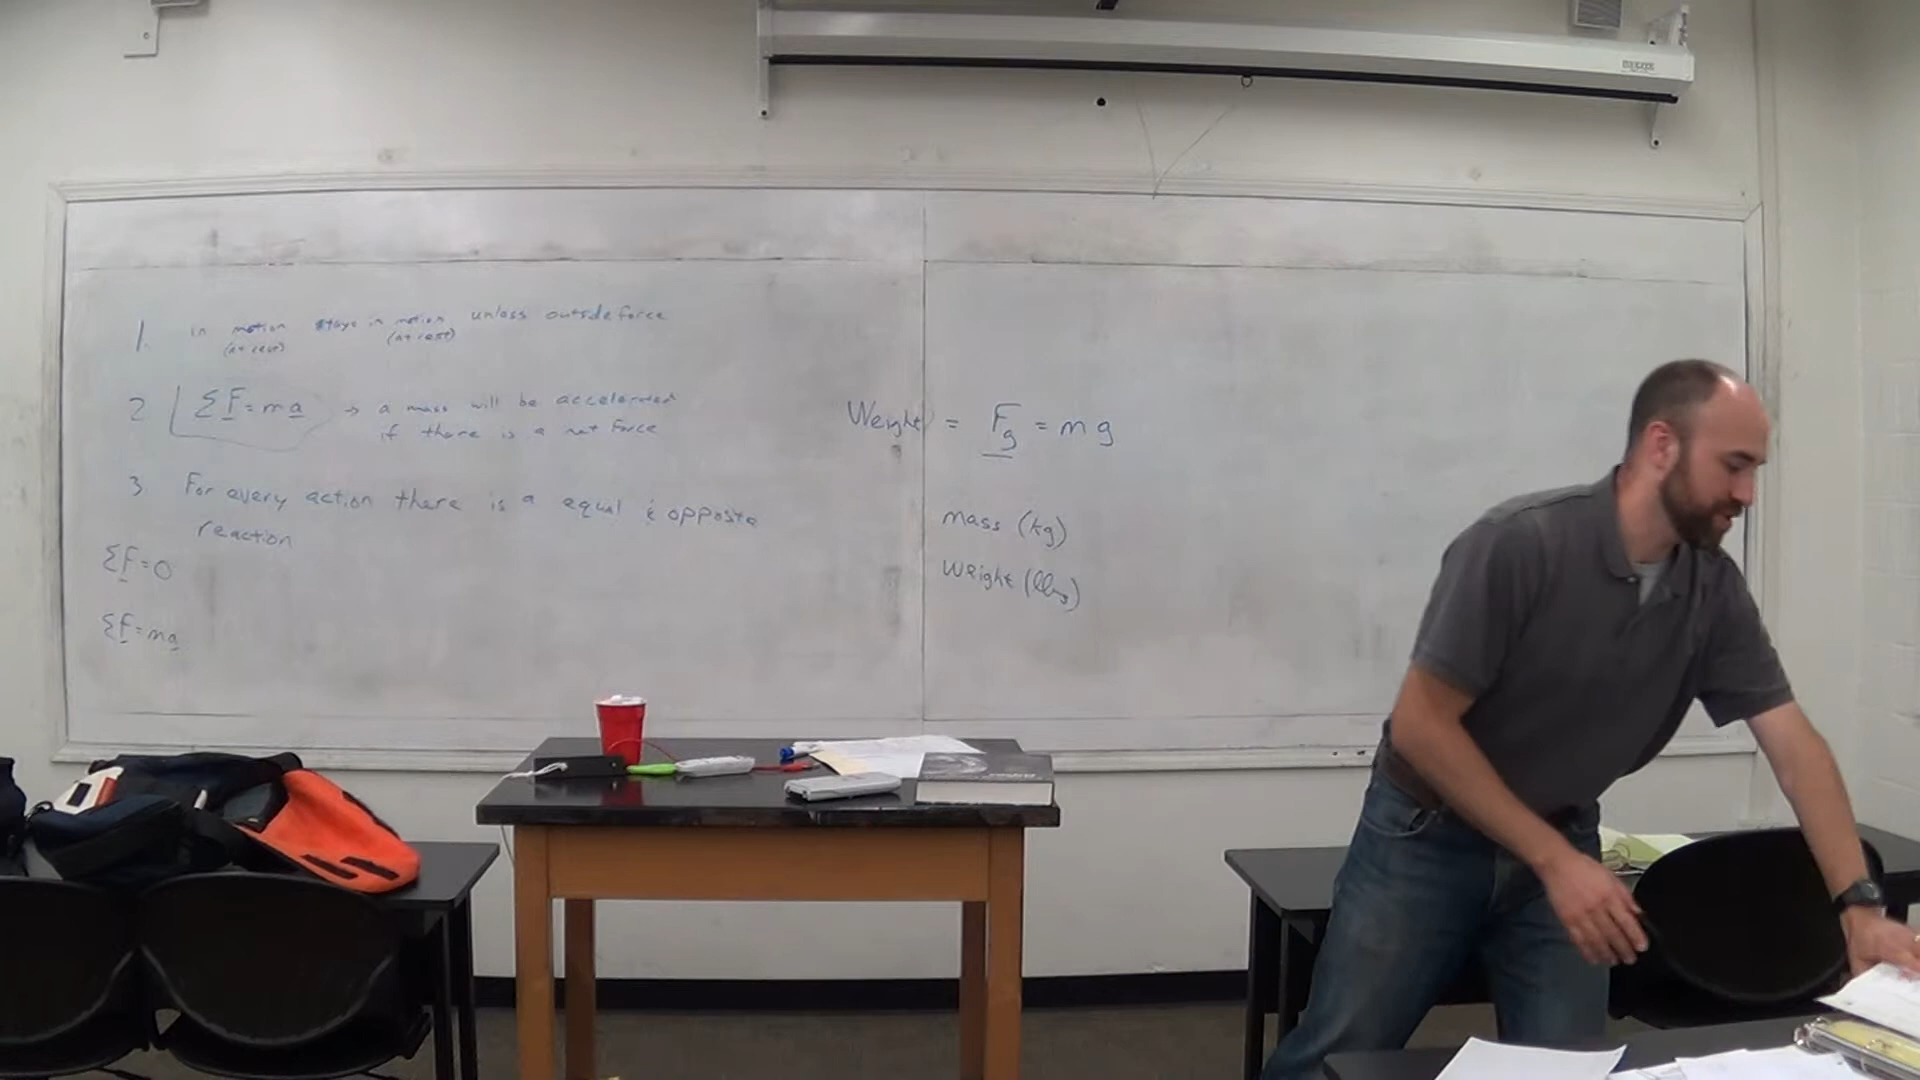 1. in motion stays in motion unless outside force
(at rest) (at rest)
2 ΣF = ma → a mass will be accelerated
if there is a net force
3. For every action there is a equal & opposite
reaction
ΣF=0
ΣF=ma
Weight = Fg = mg
mass (kg)
weight (lbs)